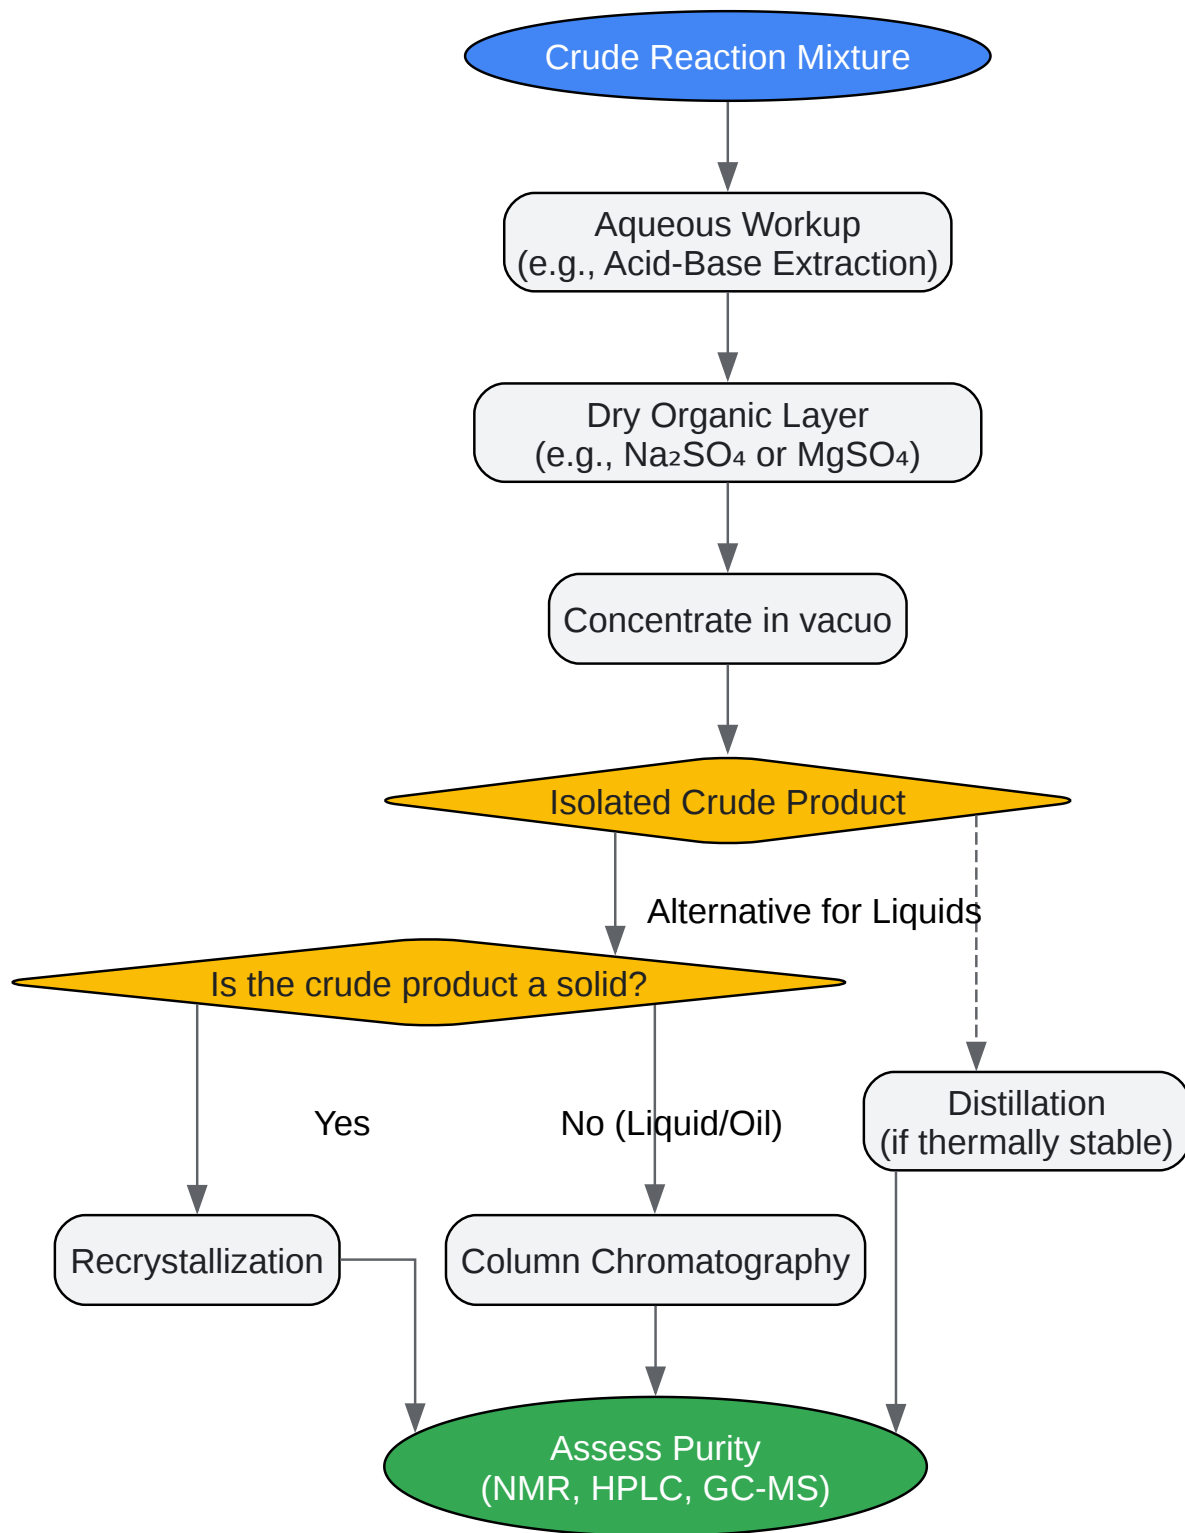 Crude Reaction Mixture
Aqueous Workup
(e.g., Acid-Base Extraction)
Dry Organic Layer
(e.g., Na₂SO₄ or MgSO₄)
Concentrate in vacuo
Isolated Crude Product
Alternative for Liquids
Is the crude product a solid?
Yes
No (Liquid/Oil)
Distillation
(if thermally stable)
Recrystallization
Column Chromatography
Assess Purity
(NMR, HPLC, GC-MS)